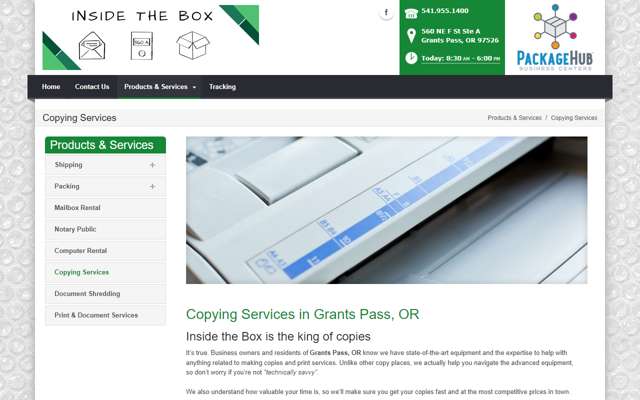 INSIDE THE BOX
f
541.955.1400
560 NE F St Ste A
Grants Pass, OR 97526
Today: 8:30 AM - 6:00 PM
PACKAGEHUB
BUSINESS CENTERS
Home
Contact Us
Products & Services
Tracking
Copying Services
Products & Services / Copying Services
Products & Services
Shipping
Packing
Mailbox Rental
Notary Public
Computer Rental
Copying Services
Document Shredding
Print & Document Services
Copying Services in Grants Pass, OR
Inside the Box is the king of copies
It's true. Business owners and residents of Grants Pass, OR know we have state-of-the-art equipment and the expertise to help with
anything related to making copies and print services. Unlike other copy places, we actually help you navigate the advanced equipment,
so don't worry if you're not "technically savvy".
We also understand how valuable your time is, so we'll make sure you get your copies fast and at the most competitive prices in town.